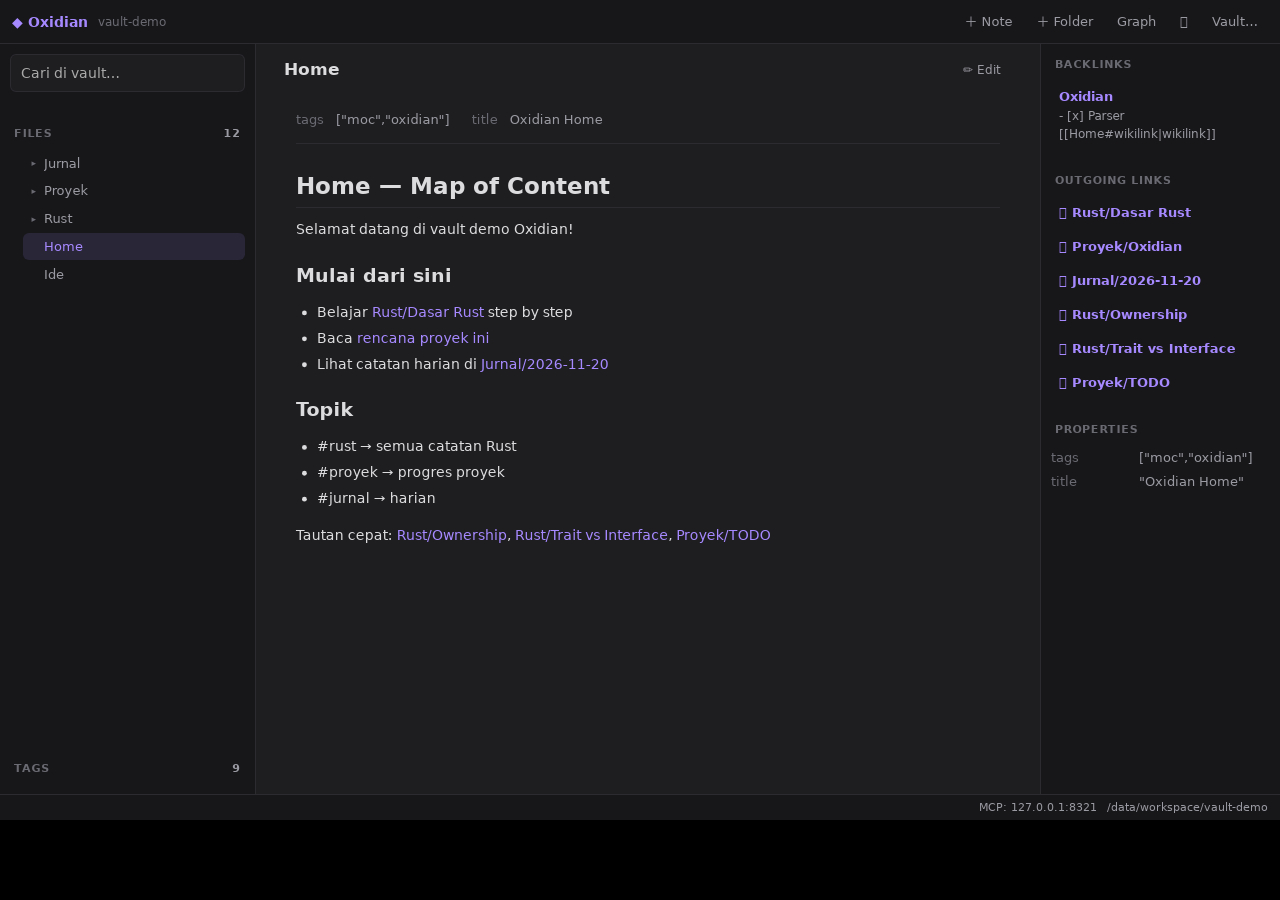 ◆ Oxidian vault-demo
+ Note + Folder Graph Vault...
Cari di vault...
FILES 12
▸ Jurnal
▸ Proyek
▸ Rust
Home
Ide
TAGS 9
Home
✏ Edit
tags ["moc","oxidian"] title Oxidian Home
Home — Map of Content
Selamat datang di vault demo Oxidian!
Mulai dari sini
• Belajar Rust/Dasar Rust step by step
• Baca rencana proyek ini
• Lihat catatan harian di Jurnal/2026-11-20
Topik
• #rust → semua catatan Rust
• #proyek → progres proyek
• #jurnal → harian
Tautan cepat: Rust/Ownership, Rust/Trait vs Interface, Proyek/TODO
BACKLINKS
Oxidian
- [x] Parser
[[Home#wikilink|wikilink]]
OUTGOING LINKS
Rust/Dasar Rust
Proyek/Oxidian
Jurnal/2026-11-20
Rust/Ownership
Rust/Trait vs Interface
Proyek/TODO
PROPERTIES
tags ["moc","oxidian"]
title "Oxidian Home"
MCP: 127.0.0.1:8321 /data/workspace/vault-demo